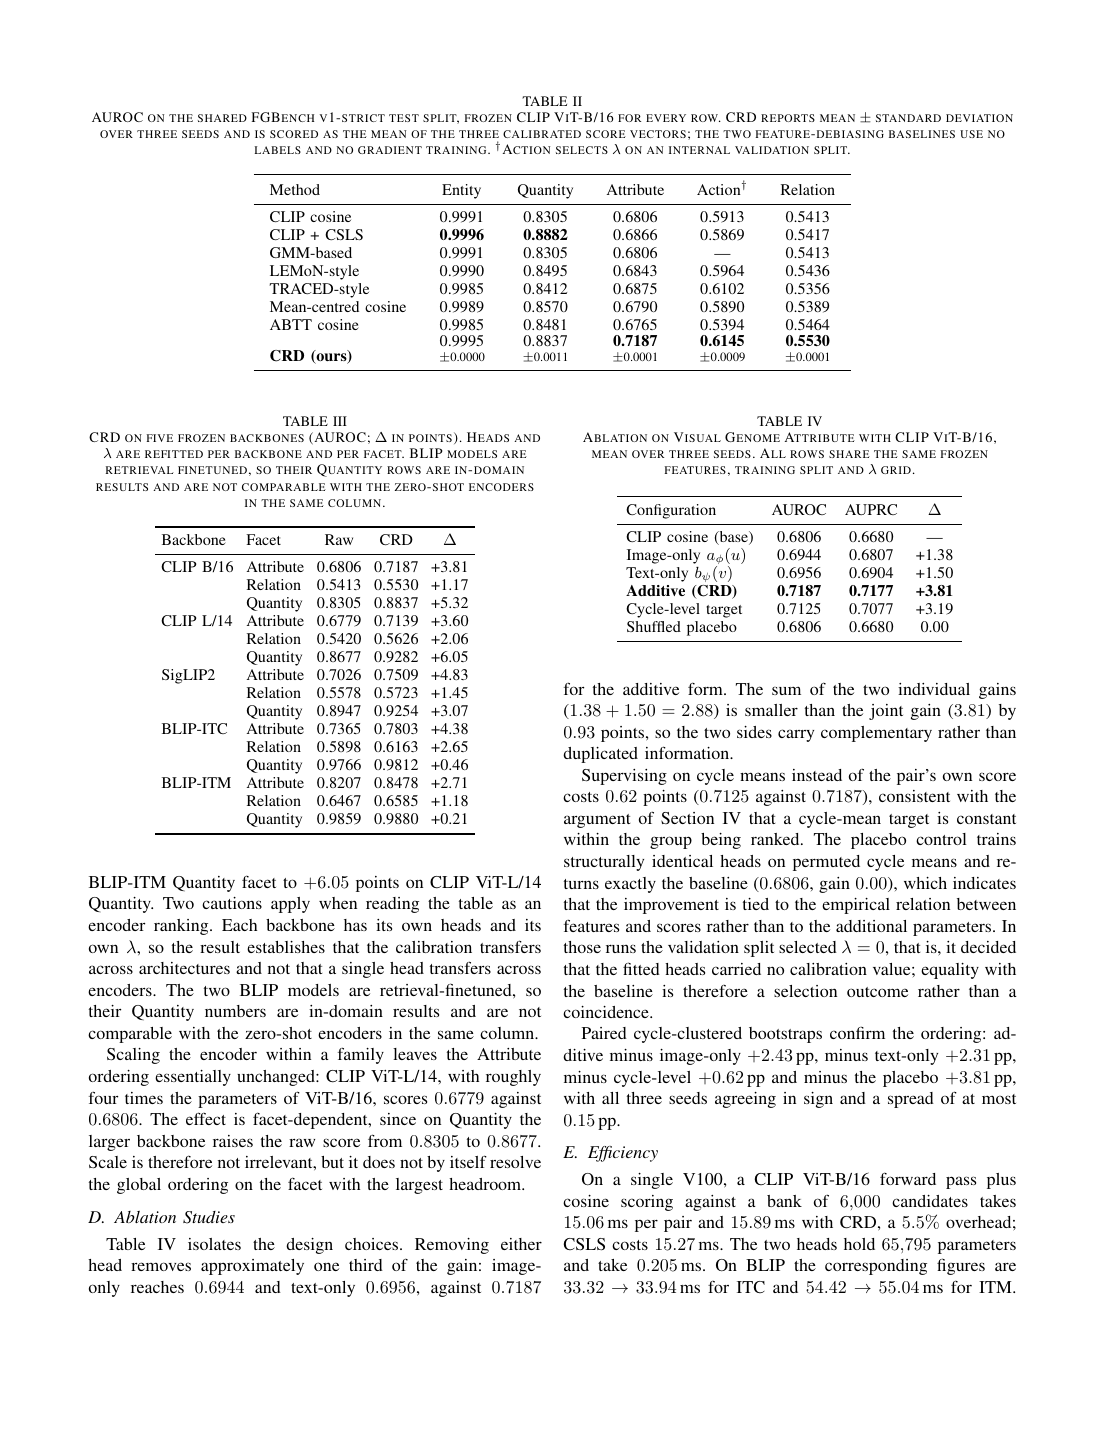 TABLE II
AUROC ON THE SHARED FGBENCH V1-STRICT TEST SPLIT, FROZEN CLIP VIT-B/16 FOR EVERY ROW. CRD REPORTS MEAN ± STANDARD DEVIATION
OVER THREE SEEDS AND IS SCORED AS THE MEAN OF THE THREE CALIBRATED SCORE VECTORS; THE TWO FEATURE-DEBIASING BASELINES USE NO
LABELS AND NO GRADIENT TRAINING. †ACTION SELECTS λ ON AN INTERNAL VALIDATION SPLIT.
Method Entity Quantity Attribute Action† Relation
CLIP cosine 0.9991 0.8305 0.6806 0.5913 0.5413
CLIP + CSLS 0.9996 0.8882 0.6866 0.5869 0.5417
GMM-based 0.9991 0.8305 0.6806 — 0.5413
LEMoN-style 0.9990 0.8495 0.6843 0.5964 0.5436
TRACED-style 0.9985 0.8412 0.6875 0.6102 0.5356
Mean-centred cosine 0.9989 0.8570 0.6790 0.5890 0.5389
ABTT cosine 0.9985 0.8481 0.6765 0.5394 0.5464
0.9995 0.8837 0.7187 0.6145 0.5530
CRD (ours) ±0.0000 ±0.0011 ±0.0001 ±0.0009 ±0.0001
TABLE III
CRD ON FIVE FROZEN BACKBONES (AUROC; Δ IN POINTS). HEADS AND
λ ARE REFITTED PER BACKBONE AND PER FACET. BLIP MODELS ARE
RETRIEVAL FINETUNED, SO THEIR QUANTITY ROWS ARE IN-DOMAIN
RESULTS AND ARE NOT COMPARABLE WITH THE ZERO-SHOT ENCODERS
IN THE SAME COLUMN.
Backbone Facet Raw CRD Δ
CLIP B/16 Attribute 0.6806 0.7187 +3.81
Relation 0.5413 0.5530 +1.17
Quantity 0.8305 0.8837 +5.32
CLIP L/14 Attribute 0.6779 0.7139 +3.60
Relation 0.5420 0.5626 +2.06
Quantity 0.8677 0.9282 +6.05
SigLIP2 Attribute 0.7026 0.7509 +4.83
Relation 0.5578 0.5723 +1.45
Quantity 0.8947 0.9254 +3.07
BLIP-ITC Attribute 0.7365 0.7803 +4.38
Relation 0.5898 0.6163 +2.65
Quantity 0.9766 0.9812 +0.46
BLIP-ITM Attribute 0.8207 0.8478 +2.71
Relation 0.6467 0.6585 +1.18
Quantity 0.9859 0.9880 +0.21
BLIP-ITM Quantity facet to +6.05 points on CLIP ViT-L/14
Quantity. Two cautions apply when reading the table as an
encoder ranking. Each backbone has its own heads and its
own λ, so the result establishes that the calibration transfers
across architectures and not that a single head transfers across
encoders. The two BLIP models are retrieval-finetuned, so
their Quantity numbers are in-domain results and are not
comparable with the zero-shot encoders in the same column.
Scaling the encoder within a family leaves the Attribute
ordering essentially unchanged: CLIP ViT-L/14, with roughly
four times the parameters of ViT-B/16, scores 0.6779 against
0.6806. The effect is facet-dependent, since on Quantity the
larger backbone raises the raw score from 0.8305 to 0.8677.
Scale is therefore not irrelevant, but it does not by itself resolve
the global ordering on the facet with the largest headroom.
D. Ablation Studies
Table IV isolates the design choices. Removing either
head removes approximately one third of the gain: image-
only reaches 0.6944 and text-only 0.6956, against 0.7187
TABLE IV
ABLATION ON VISUAL GENOME ATTRIBUTE WITH CLIP VIT-B/16,
MEAN OVER THREE SEEDS. ALL ROWS SHARE THE SAME FROZEN
FEATURES, TRAINING SPLIT AND λ GRID.
Configuration AUROC AUPRC Δ
CLIP cosine (base) 0.6806 0.6680 —
Image-only aϕ(u) 0.6944 0.6807 +1.38
Text-only bψ(v) 0.6956 0.6904 +1.50
Additive (CRD) 0.7187 0.7177 +3.81
Cycle-level target 0.7125 0.7077 +3.19
Shuffled placebo 0.6806 0.6680 0.00
for the additive form. The sum of the two individual gains
(1.38 + 1.50 = 2.88) is smaller than the joint gain (3.81) by
0.93 points, so the two sides carry complementary rather than
duplicated information.
Supervising on cycle means instead of the pair's own score
costs 0.62 points (0.7125 against 0.7187), consistent with the
argument of Section IV that a cycle-mean target is constant
within the group being ranked. The placebo control trains
structurally identical heads on permuted cycle means and re-
turns exactly the baseline (0.6806, gain 0.00), which indicates
that the improvement is tied to the empirical relation between
features and scores rather than to the additional parameters. In
those runs the validation split selected λ = 0, that is, it decided
that the fitted heads carried no calibration value; equality with
the baseline is therefore a selection outcome rather than a
coincidence.
Paired cycle-clustered bootstraps confirm the ordering: ad-
ditive minus image-only +2.43 pp, minus text-only +2.31 pp,
minus cycle-level +0.62 pp and minus the placebo +3.81 pp,
with all three seeds agreeing in sign and a spread of at most
0.15 pp.
E. Efficiency
On a single V100, a CLIP ViT-B/16 forward pass plus
cosine scoring against a bank of 6,000 candidates takes
15.06 ms per pair and 15.89 ms with CRD, a 5.5% overhead;
CSLS costs 15.27 ms. The two heads hold 65,795 parameters
and take 0.205 ms. On BLIP the corresponding figures are
33.32 → 33.94 ms for ITC and 54.42 → 55.04 ms for ITM.